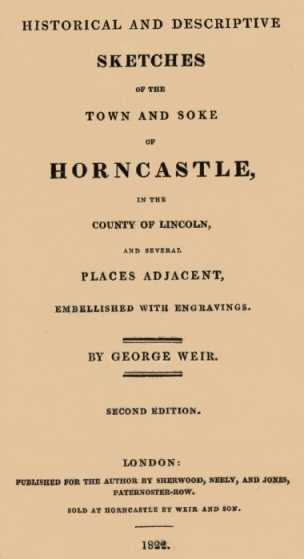 HISTORICAL AND DESCRIPTIVE
SKETCHES
OF THE
TOWN AND SOKE
OF
HORNCASTLE,
IN THE
COUNTY OF LINCOLN,
AND SEVERAL
PLACES ADJACENT,
EMBELLISHED WITH ENGRAVINGS.
BY GEORGE WEIR.
SECOND EDITION.
LONDON:
PUBLISHED FOR THE AUTHOR BY SHERWOOD, NEELY, AND JONES,
PATERNOSTER-ROW.
SOLD AT HORNCASTLE BY WEIR AND SON.
1822.